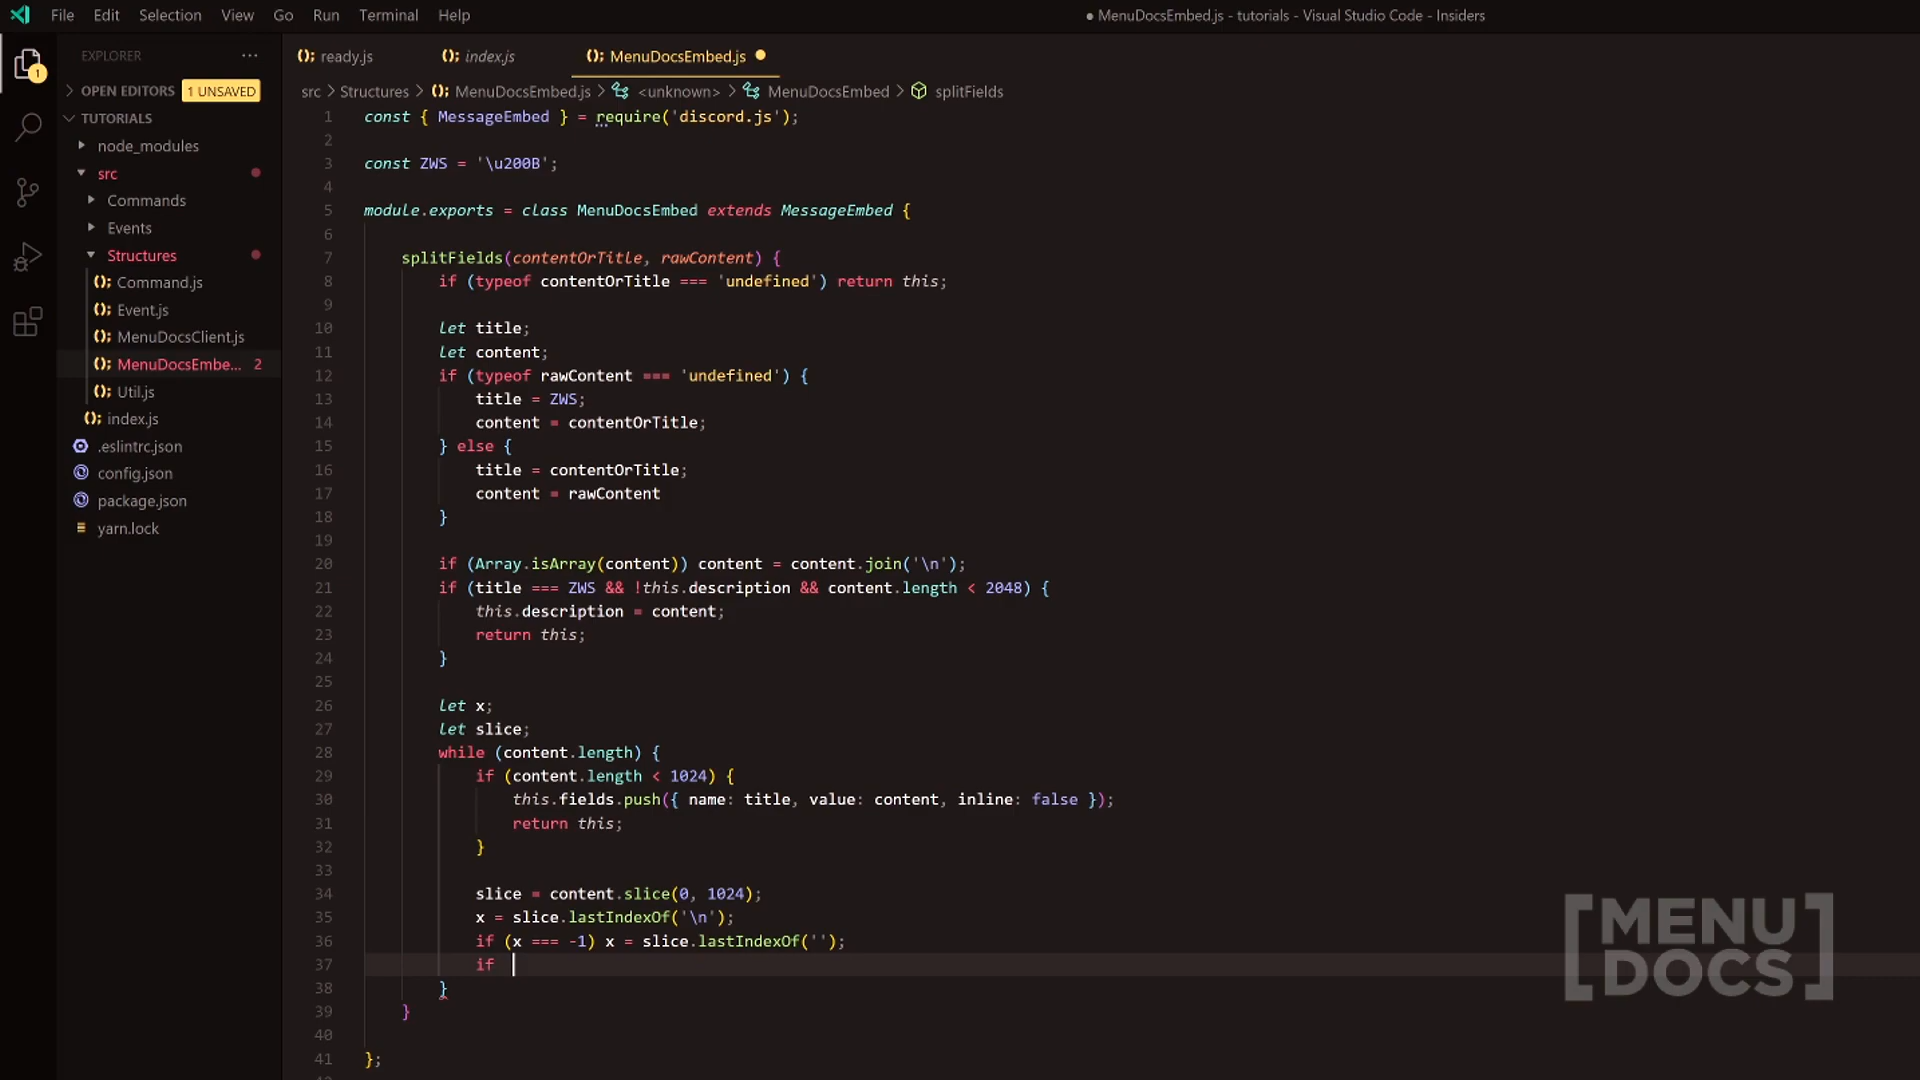 File Edit Selection View Go Run Terminal Help
● MenuDocsEmbed.js - tutorials - Visual Studio Code - Insiders
EXPLORER ···
ready.js index.js MenuDocsEmbed.js
OPEN EDITORS 1 UNSAVED
src > Structures > MenuDocsEmbed.js > <unknown> > MenuDocsEmbed > splitFields
1
TUTORIALS
node_modules
src
Commands
Events
Structures
Command.js
Event.js
MenuDocsClient.js
MenuDocsEmbe... 2
Util.js
index.js
.eslintrc.json
config.json
package.json
yarn.lock
1 const { MessageEmbed } = require('discord.js');
2
3 const ZWS = '\u200B';
4
5 module.exports = class MenuDocsEmbed extends MessageEmbed {
6
7 splitFields(contentOrTitle, rawContent) {
8 if (typeof contentOrTitle === 'undefined') return this;
9
10 let title;
11 let content;
12 if (typeof rawContent === 'undefined') {
13 title = ZWS;
14 content = contentOrTitle;
15 } else {
16 title = contentOrTitle;
17 content = rawContent
18 }
19
20 if (Array.isArray(content)) content = content.join('\n');
21 if (title === ZWS && !this.description && content.length < 2048) {
22 this.description = content;
23 return this;
24 }
25
26 let x;
27 let slice;
28 while (content.length) {
29 if (content.length < 1024) {
30 this.fields.push({ name: title, value: content, inline: false });
31 return this;
32 }
33
34 slice = content.slice(0, 1024);
35 x = slice.lastIndexOf('\n');
36 if (x === -1) x = slice.lastIndexOf('');
37 if
38 }
39 }
40
41 };
[MENU
DOCS]